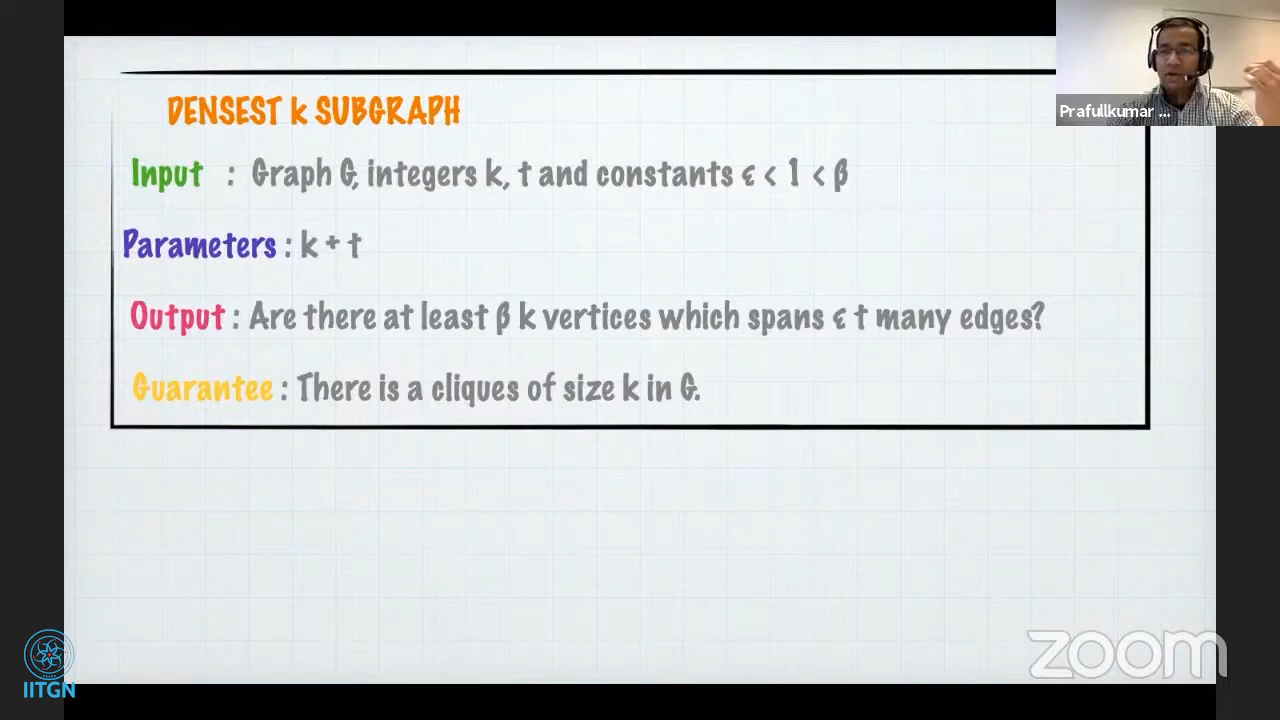 DENSEST k SUBGRAPH
Input : Graph G, integers k, t and constants ε < 1 < β
Parameters : k + t
Output : Are there at least β k vertices which spans ε t many edges?
Guarantee : There is a cliques of size k in G.
Prafullkumar ...
zoom
IITGN